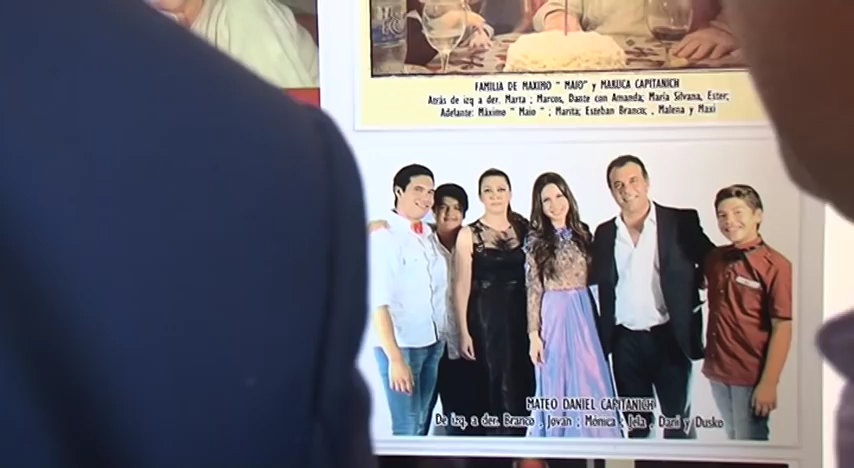 FAMILIA DE MAXIMO " MAIO" y MARUCA CAPITANICH
Atrás de izq a der. Marta ; Marcos, Dante con Amanda; María Silvana, Ester;
Adelante: Máximo " Maio" ; Marita; Esteban Branco; , Malena y Maxi
MATEO DANIEL CAPITANICH
De izq. a der. Branco , Jován ; Mónica ; Jela , Dani y Dusko